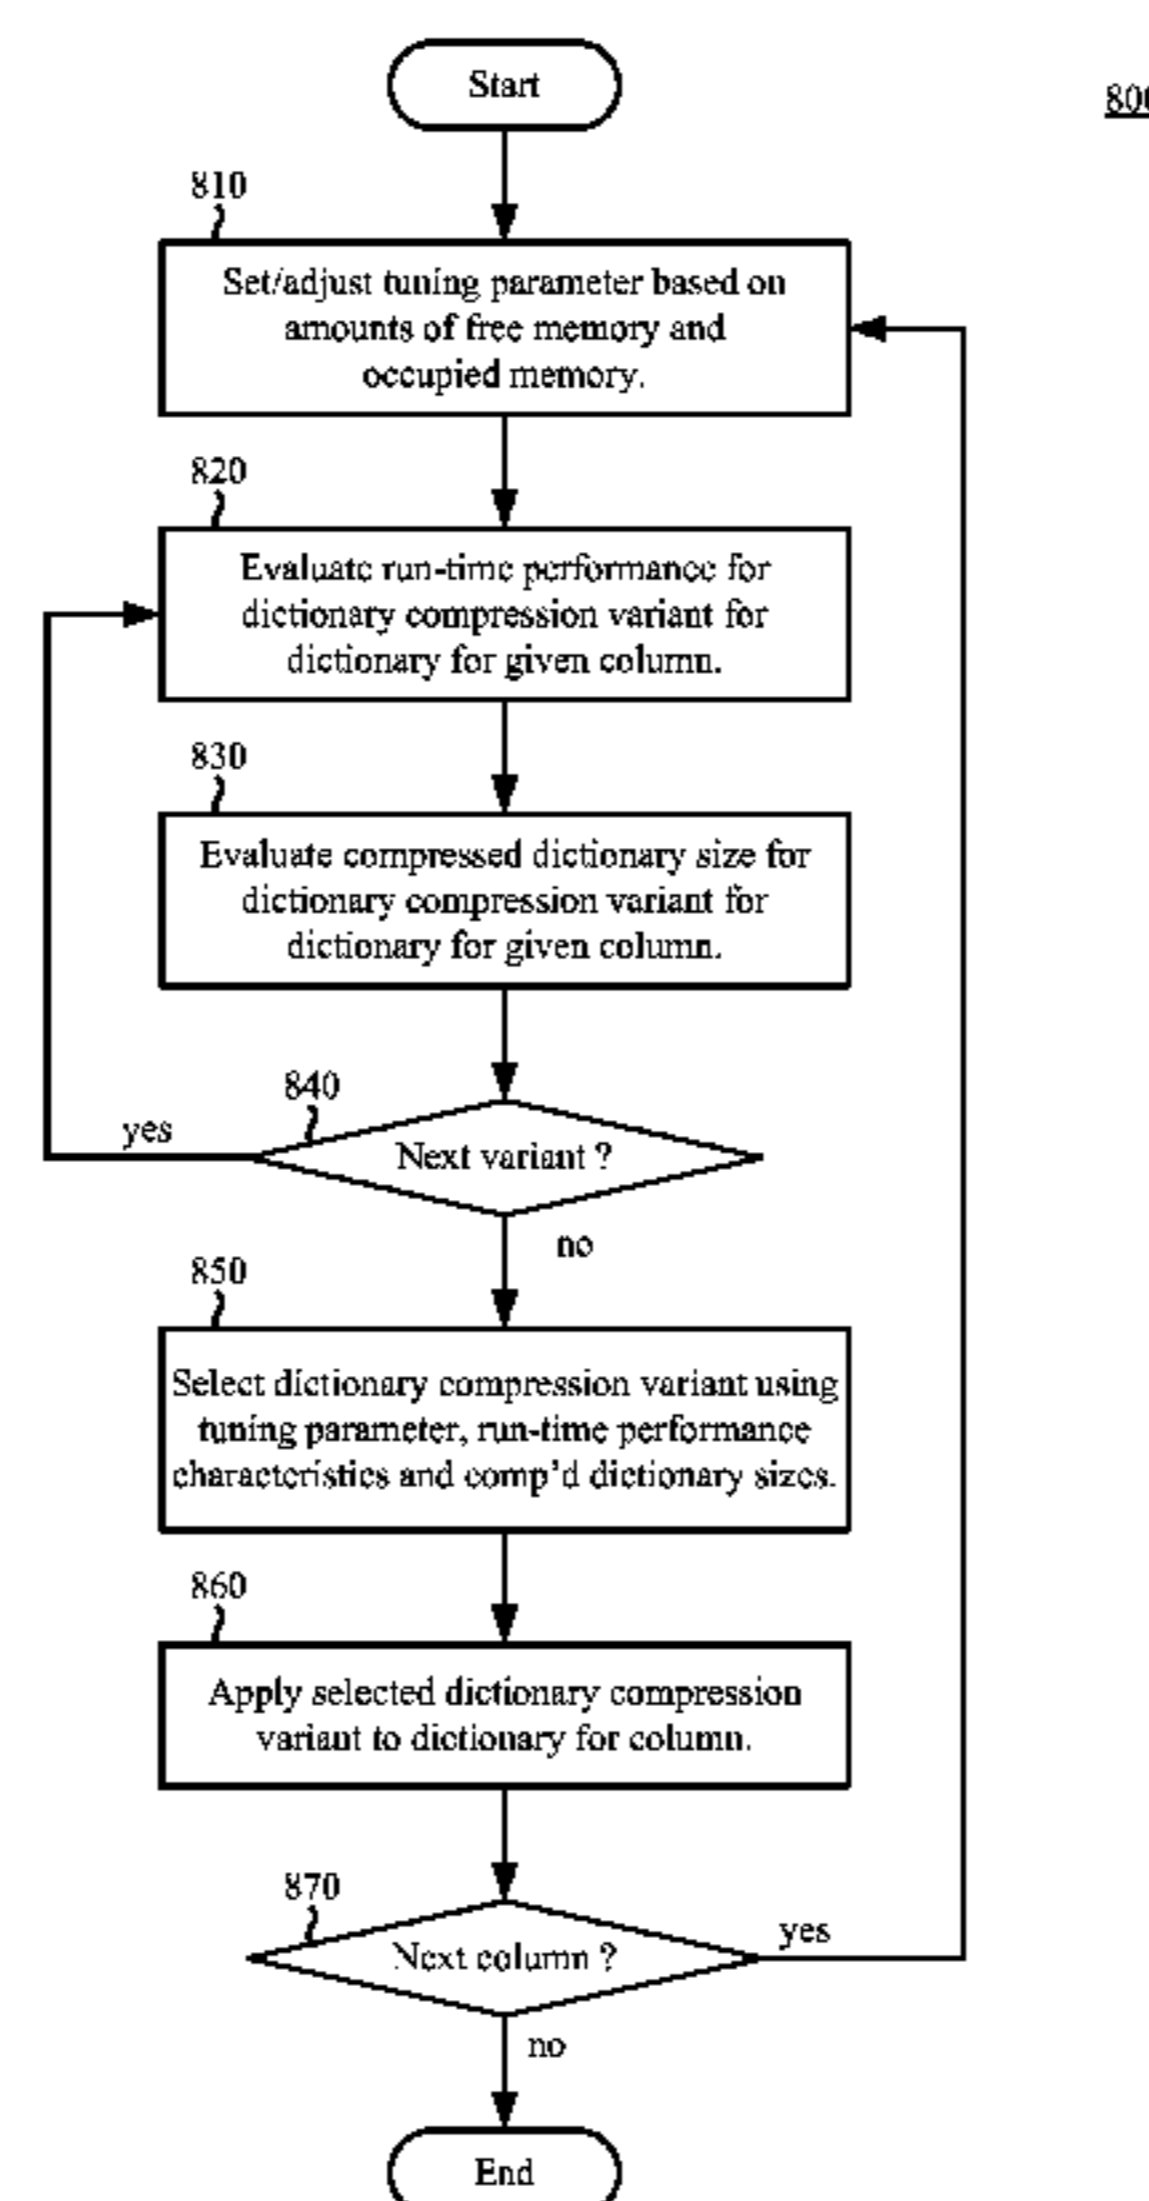 Start
800
810
Set/adjust tuning parameter based on
amounts of free memory and
occupied memory.
820
Evaluate run-time performance for
dictionary compression variant for
dictionary for given column.
830
Evaluate compressed dictionary size for
dictionary compression variant for
dictionary for given column.
840
yes
Next variant ?
no
850
Select dictionary compression variant using
tuning parameter, run-time performance
characteristics and comp'd dictionary sizes.
860
Apply selected dictionary compression
variant to dictionary for column.
870
yes
Next column ?
no
End